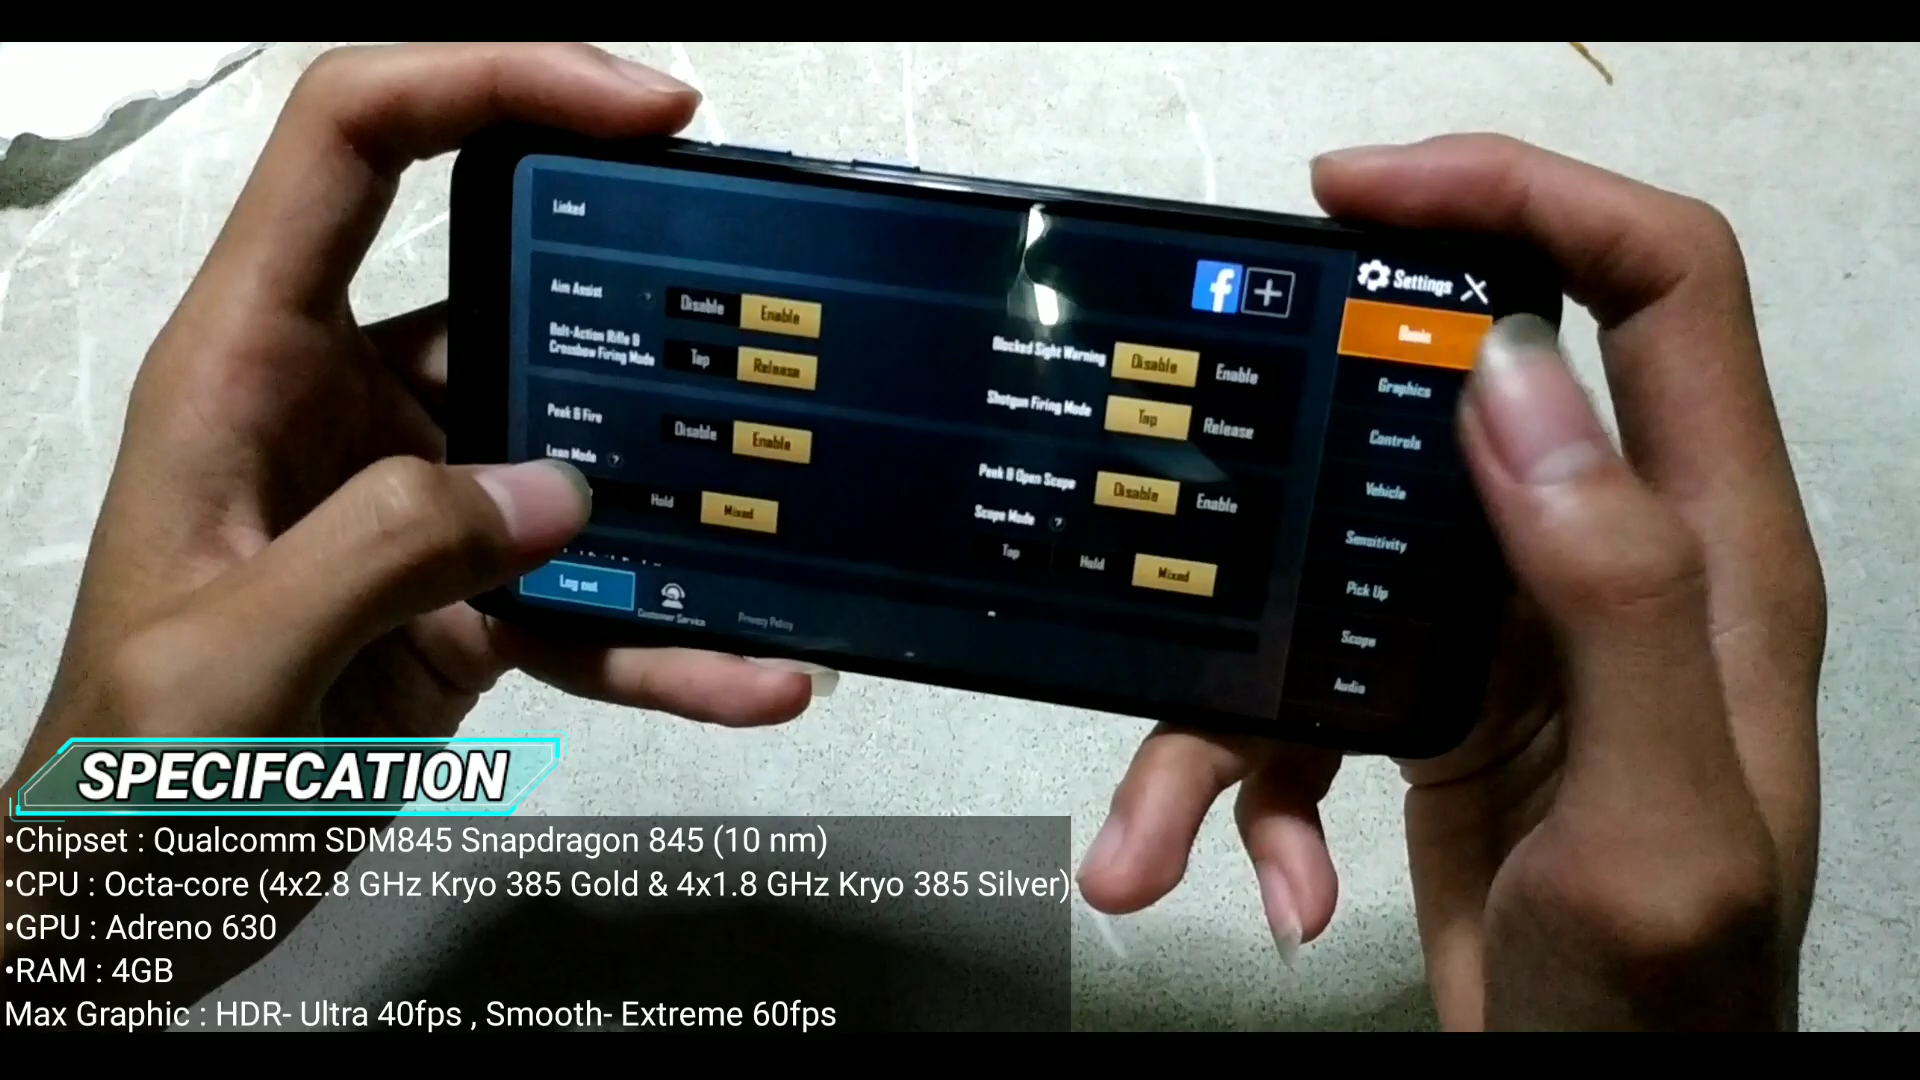 Linked
Settings
Basic
Aim Assist
Disable
Enable
Bolt-Action Rifle &
Crossbow Firing Mode
Tap
Release
Blocked Sight Warning
Disable
Enable
Shotgun Firing Mode
Tap
Release
Peek & Fire
Disable
Enable
Peek & Open Scope
Disable
Enable
Lean Mode ?
Hold
Mixed
Scope Mode ?
Tap
Hold
Mixed
Log out
Customer Service
Privacy Policy
Graphics
Controls
Vehicle
Sensitivity
Pick Up
Scope
Audio
SPECIFCATION
•Chipset : Qualcomm SDM845 Snapdragon 845 (10 nm)
•CPU : Octa-core (4x2.8 GHz Kryo 385 Gold & 4x1.8 GHz Kryo 385 Silver)
•GPU : Adreno 630
•RAM : 4GB
Max Graphic : HDR- Ultra 40fps , Smooth- Extreme 60fps